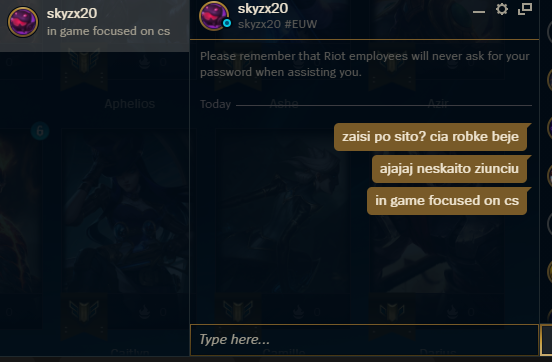 skyzx20
in game focused on cs
skyzx20
skyzx20 #EUW
Please remember that Riot employees will never ask for your
password when assisting you.
Today
Aphelios
Ashe
Azir
6
zaisi po sito? cia robke beje
ajajaj neskaito ziunciu
in game focused on cs
Type here...